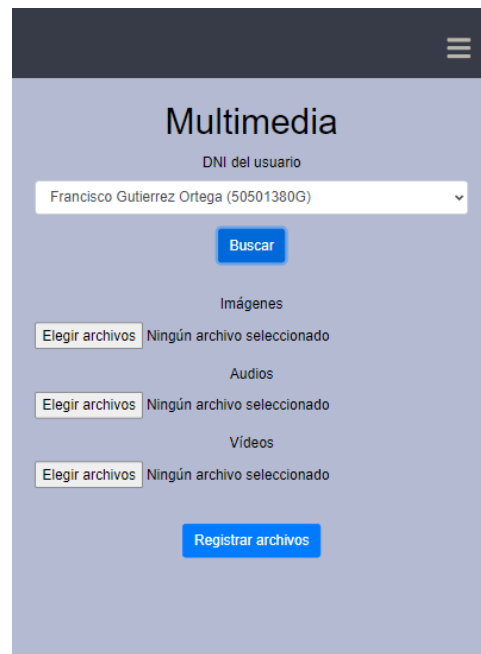 Multimedia
DNI del usuario
Francisco Gutierrez Ortega (50501380G)
Buscar
Imágenes
Elegir archivos Ningún archivo seleccionado
Audios
Elegir archivos Ningún archivo seleccionado
Vídeos
Elegir archivos Ningún archivo seleccionado
Registrar archivos